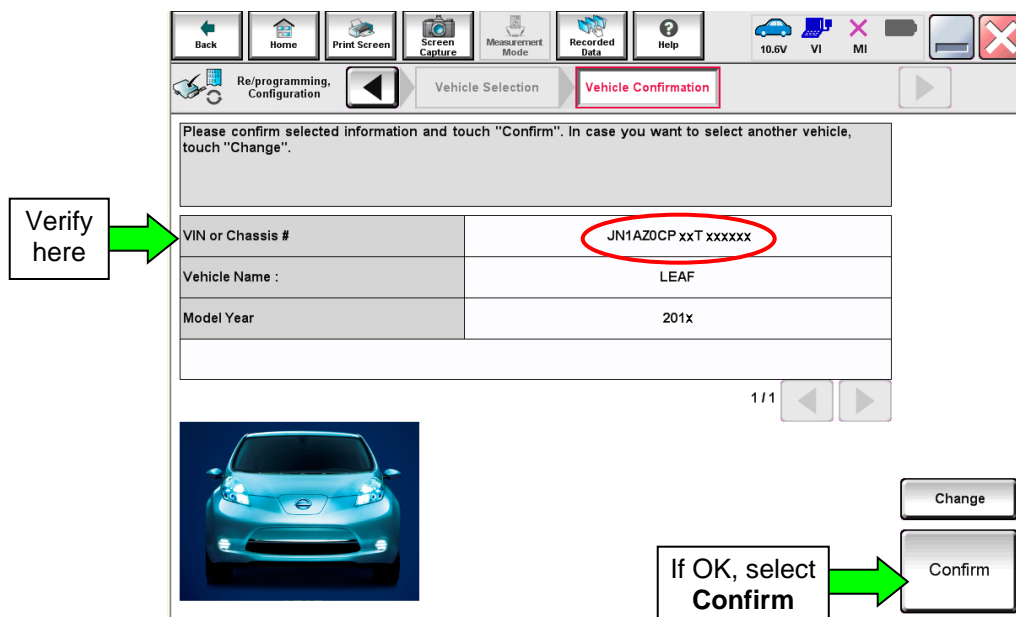 Back
Home
Print Screen
Screen
Capture
Measurement
Mode
Recorded
Data
Help
10.6V
VI
MI
Re/programming,
Configuration
Vehicle Selection
Vehicle Confirmation
Please confirm selected information and touch "Confirm". In case you want to select another vehicle,
touch "Change".
Verify
here
VIN or Chassis #
JN1AZ0CP xxT xxxxxx
Vehicle Name :
LEAF
Model Year
201x
1 / 1
Change
If OK, select
Confirm
Confirm